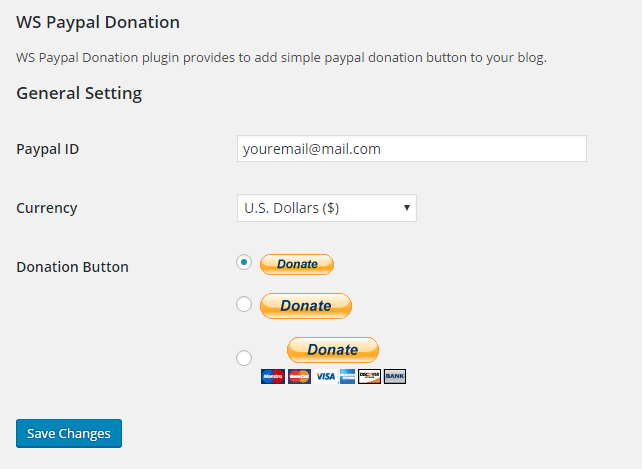 WS Paypal Donation
WS Paypal Donation plugin provides to add simple paypal donation button to your blog.
General Setting
Paypal ID
youremail@mail.com
Currency
U.S. Dollars ($)
Donation Button
Donate
Donate
Donate
Maestro MasterCard VISA DISCOVER BANK
Save Changes